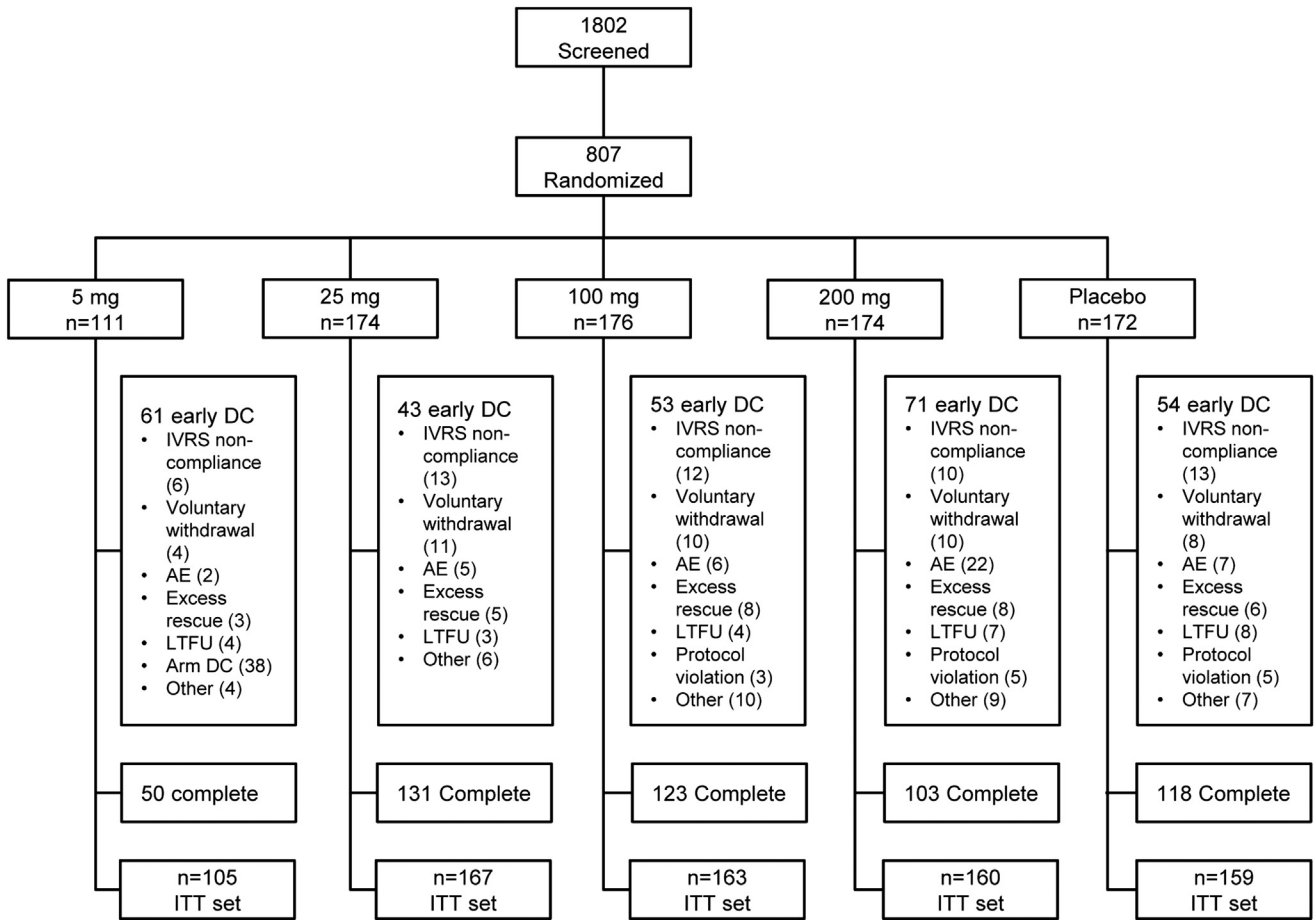 1802
Screened
807
Randomized
5 mg
n=111
25 mg
n=174
100 mg
n=176
200 mg
n=174
Placebo
n=172
61 early DC
• IVRS non-
compliance
(6)
• Voluntary
withdrawal
(4)
• AE (2)
• Excess
rescue (3)
• LTFU (4)
• Arm DC (38)
• Other (4)
43 early DC
• IVRS non-
compliance
(13)
• Voluntary
withdrawal
(11)
• AE (5)
• Excess
rescue (5)
• LTFU (3)
• Other (6)
53 early DC
• IVRS non-
compliance
(12)
• Voluntary
withdrawal
(10)
• AE (6)
• Excess
rescue (8)
• LTFU (4)
• Protocol
violation (3)
• Other (10)
71 early DC
• IVRS non-
compliance
(10)
• Voluntary
withdrawal
(10)
• AE (22)
• Excess
rescue (8)
• LTFU (7)
• Protocol
violation (5)
• Other (9)
54 early DC
• IVRS non-
compliance
(13)
• Voluntary
withdrawal
(8)
• AE (7)
• Excess
rescue (6)
• LTFU (8)
• Protocol
violation (5)
• Other (7)
50 complete
131 Complete
123 Complete
103 Complete
118 Complete
n=105
ITT set
n=167
ITT set
n=163
ITT set
n=160
ITT set
n=159
ITT set